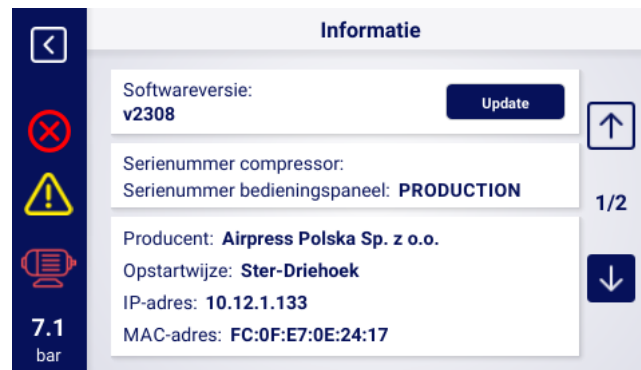 Informatie
Softwareversie:
v2308
Update
Serienummer compressor:
Serienummer bedieningspaneel: PRODUCTION
1/2
Producent: Airpress Polska Sp. z o.o.
Opstartwijze: Ster-Driehoek
IP-adres: 10.12.1.133
MAC-adres: FC:0F:E7:0E:24:17
7.1
bar